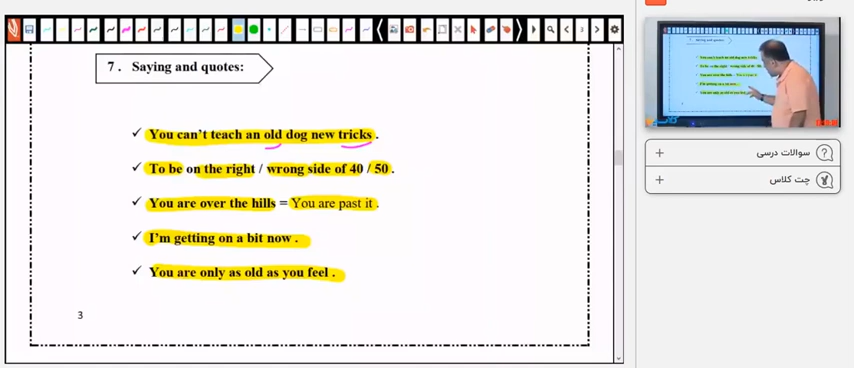 7 . Saying and quotes:
✓ You can't teach an old dog new tricks .
✓ To be on the right / wrong side of 40 / 50 .
✓ You are over the hills = You are past it .
✓ I'm getting on a bit now .
✓ You are only as old as you feel .
3
3
سوالات درسی
چت کلاس